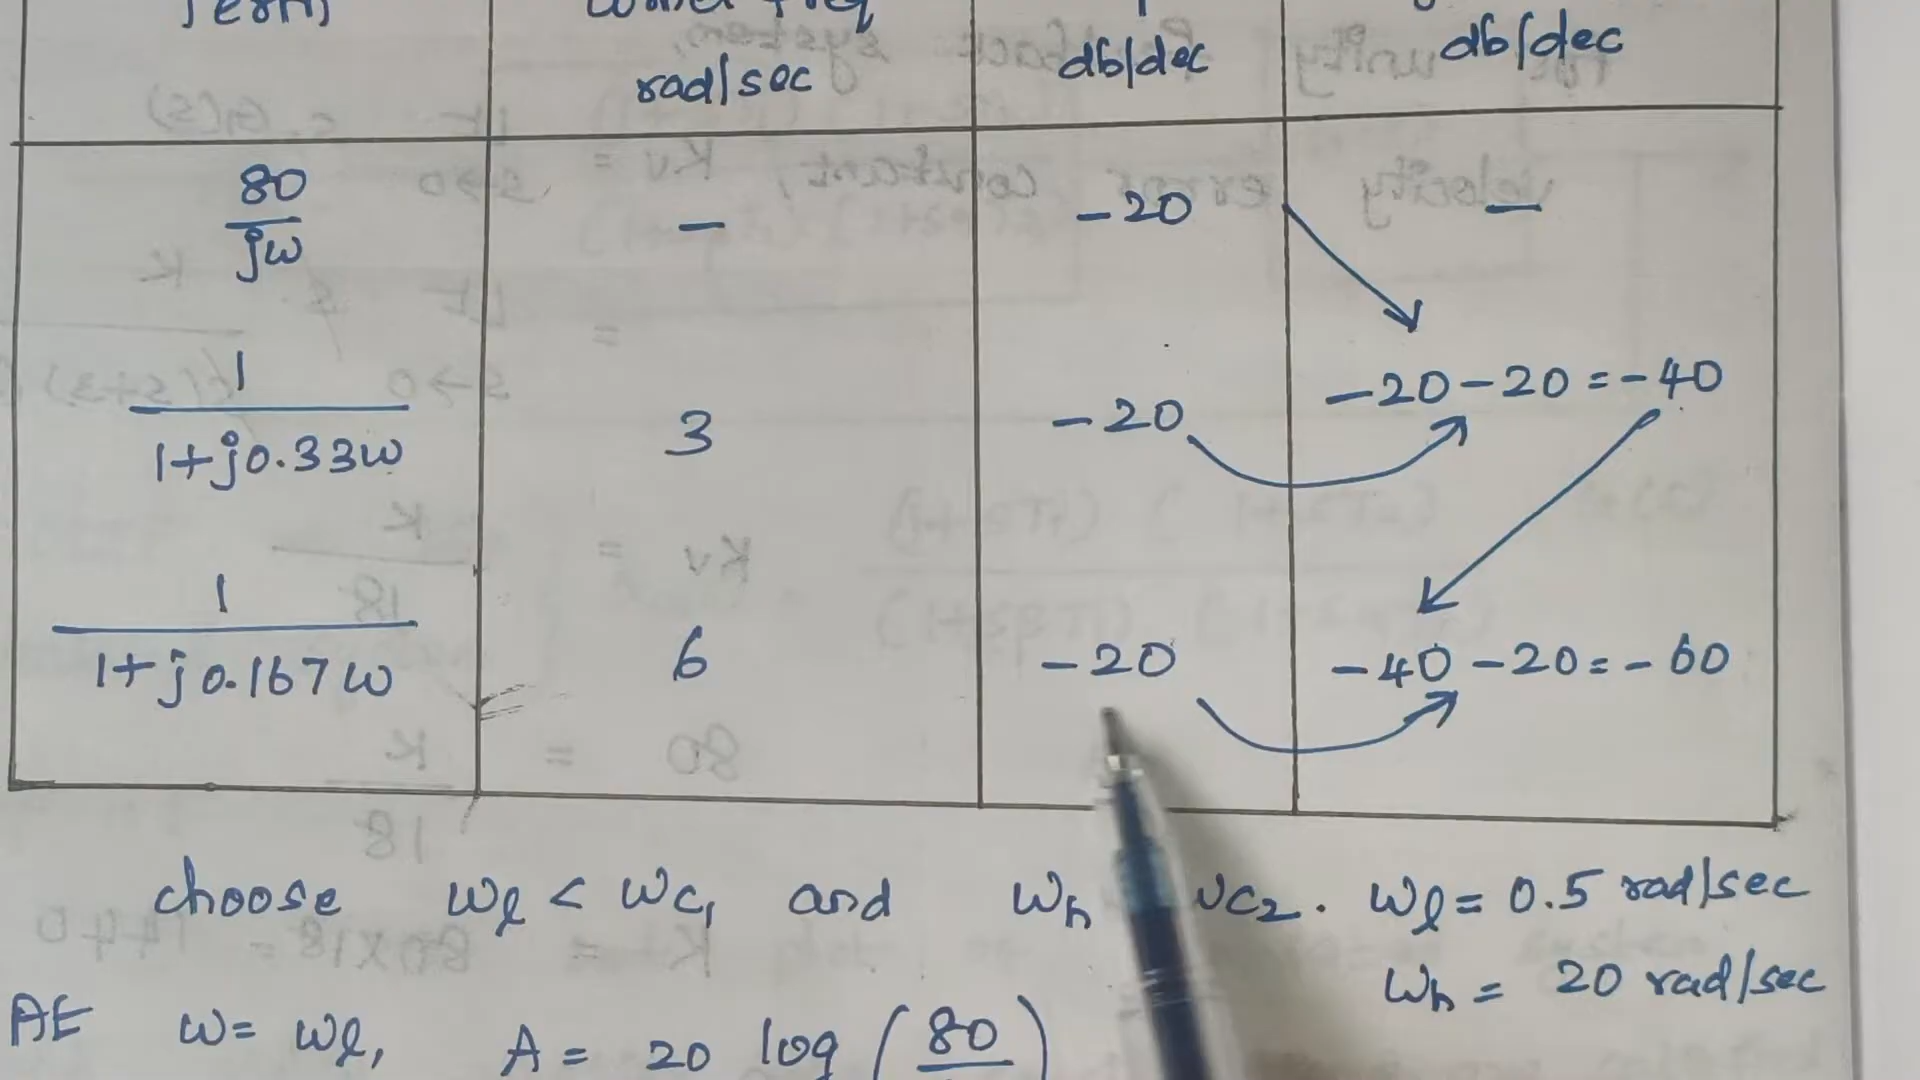 Term
rad/sec
db/dec
db/dec
80/jω — -20 —
1/(1+j0.33ω) 3 -20 -20-20=-40
1/(1+j0.167ω) 6 -20 -40-20=-60
choose ωl < ωc1 and ωh ωc2. ωl = 0.5 rad/sec
ωh = 20 rad/sec
At ω = ωl, A = 20 log (80